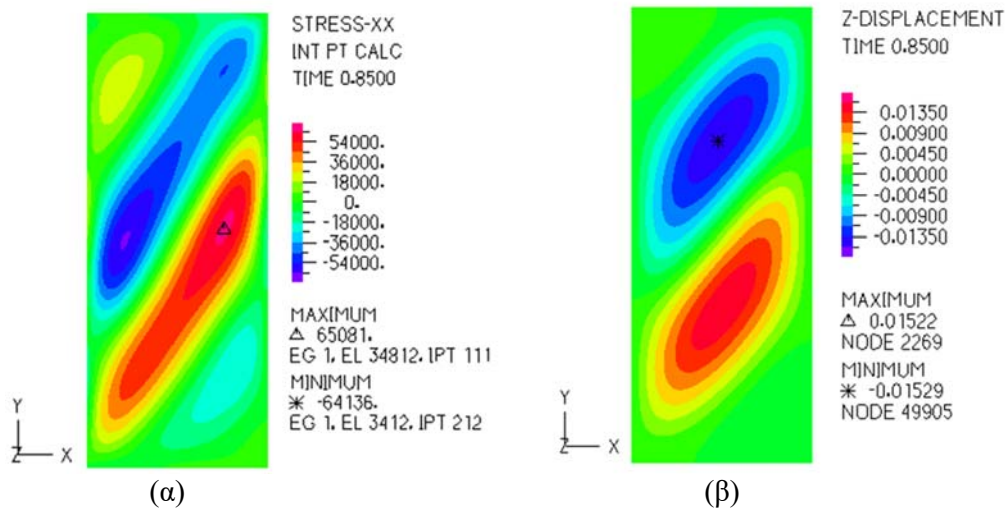 STRESS-XX
INT PT CALC
TIME 0.8500
54000.
36000.
18000.
0.
-18000.
-36000.
-54000.
MAXIMUM
△ 65081.
EG 1, EL 34812, IPT 111
MINIMUM
* -64136.
EG 1, EL 3412, IPT 212
Y
Z X
(α)
Z-DISPLACEMENT
TIME 0.8500
0.01350
0.00900
0.00450
0.00000
-0.00450
-0.00900
-0.01350
MAXIMUM
△ 0.01522
NODE 2269
MINIMUM
* -0.01529
NODE 49905
Y
Z X
(β)